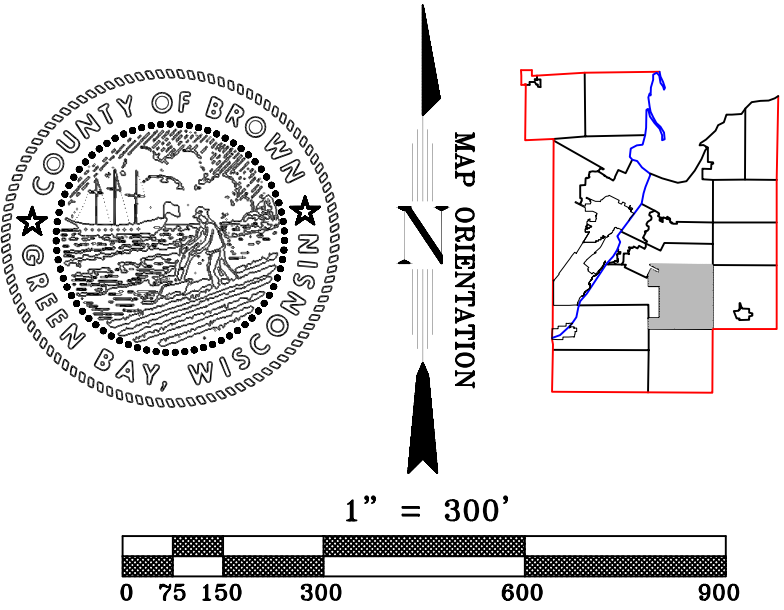 COUNTY OF BROWN
GREEN BAY, WISCONSIN
MAP ORIENTATION
N
1" = 300'
0 75 150 300 600 900